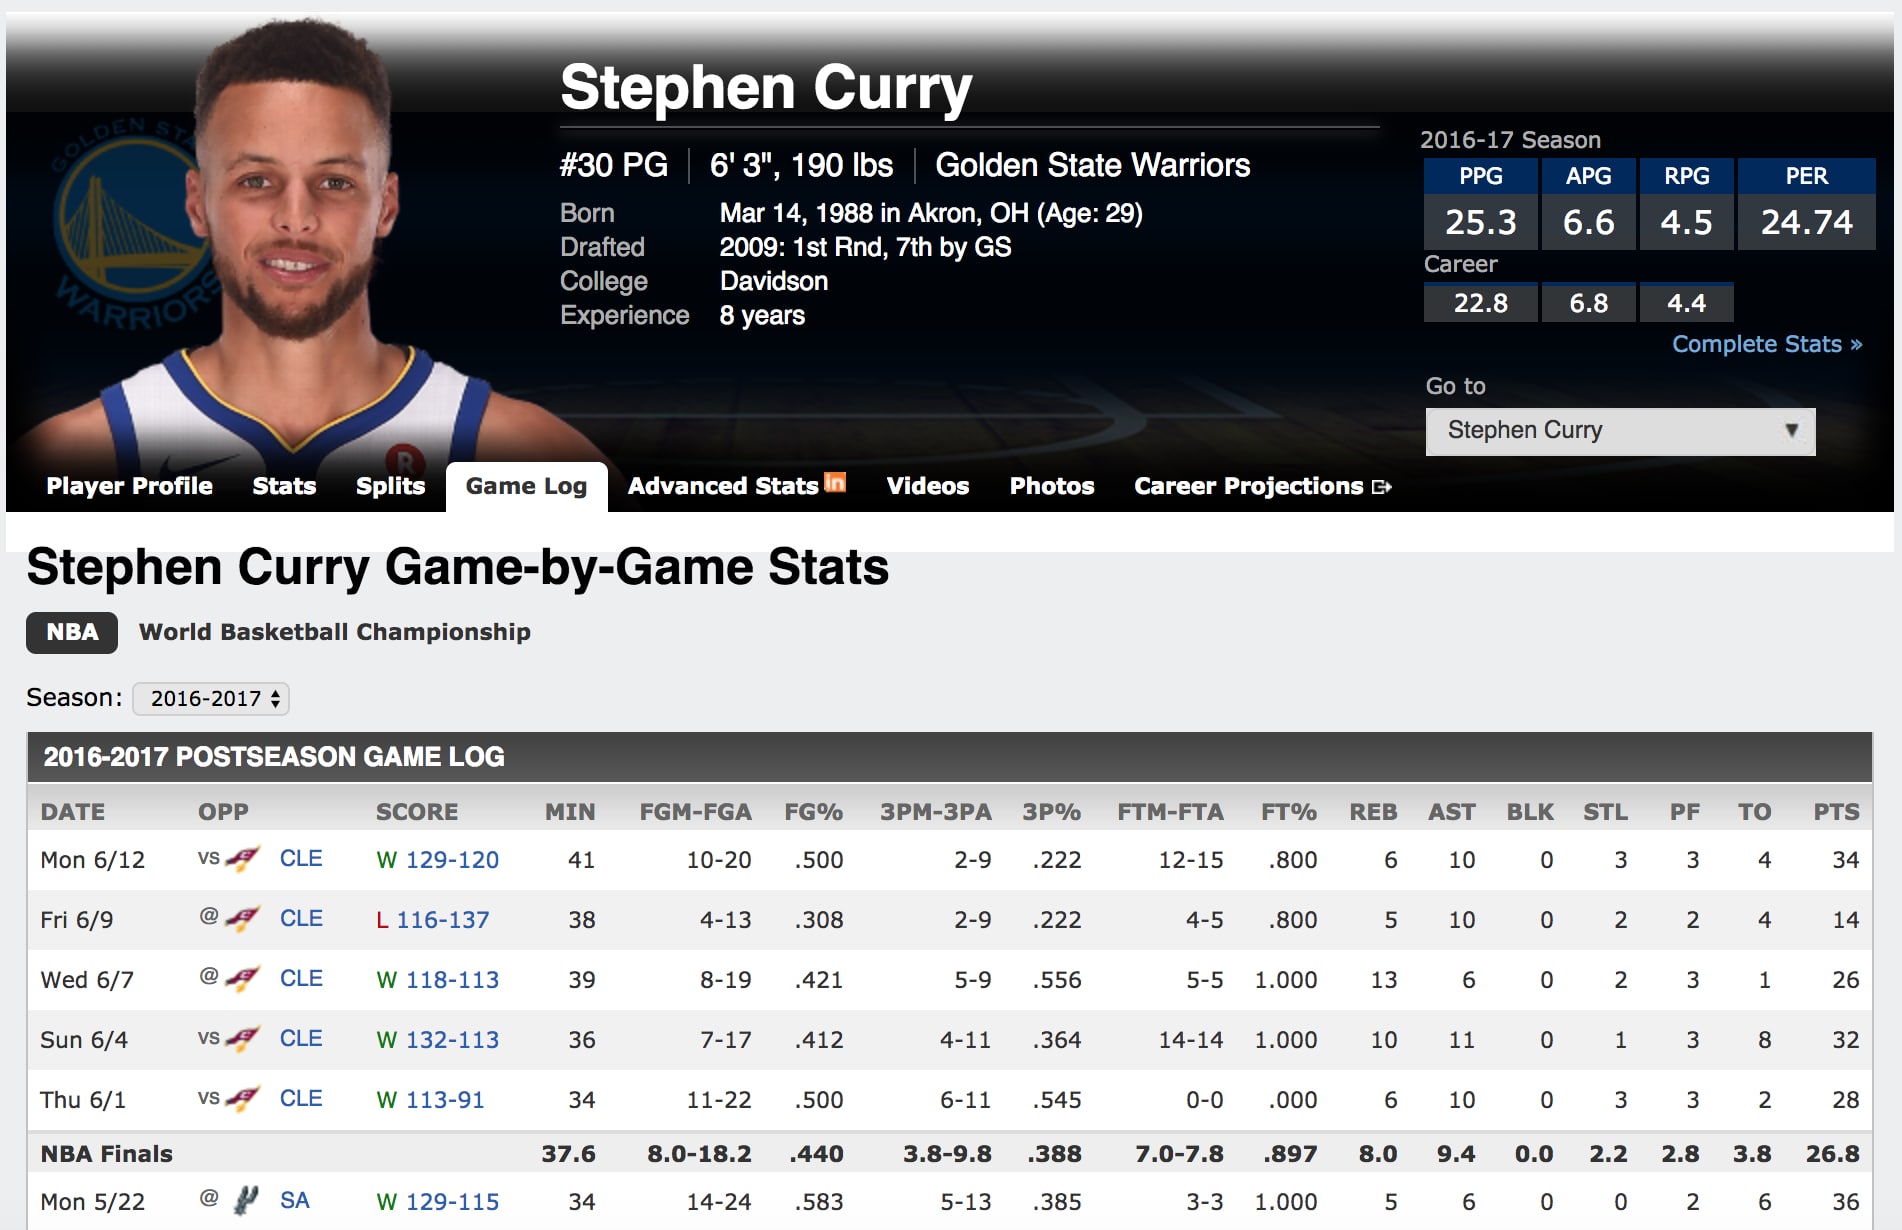 GOLDEN STA
WARRIORS
Stephen Curry
#30 PG 6' 3", 190 lbs Golden State Warriors
Born Mar 14, 1988 in Akron, OH (Age: 29)
Drafted 2009: 1st Rnd, 7th by GS
College Davidson
Experience 8 years
2016-17 Season
PPG APG RPG PER
25.3 6.6 4.5 24.74
Career
22.8 6.8 4.4
Complete Stats »
Go to
Stephen Curry ▼
R
Player Profile Stats Splits Game Log Advanced Stats in Videos Photos Career Projections
Stephen Curry Game-by-Game Stats
NBA World Basketball Championship
Season: 2016-2017
2016-2017 POSTSEASON GAME LOG
DATE OPP SCORE MIN FGM-FGA FG% 3PM-3PA 3P% FTM-FTA FT% REB AST BLK STL PF TO PTS
Mon 6/12 vs CLE W 129-120 41 10-20 .500 2-9 .222 12-15 .800 6 10 0 3 3 4 34
Fri 6/9 @ CLE L 116-137 38 4-13 .308 2-9 .222 4-5 .800 5 10 0 2 2 4 14
Wed 6/7 @ CLE W 118-113 39 8-19 .421 5-9 .556 5-5 1.000 13 6 0 2 3 1 26
Sun 6/4 vs CLE W 132-113 36 7-17 .412 4-11 .364 14-14 1.000 10 11 0 1 3 8 32
Thu 6/1 vs CLE W 113-91 34 11-22 .500 6-11 .545 0-0 .000 6 10 0 3 3 2 28
NBA Finals 37.6 8.0-18.2 .440 3.8-9.8 .388 7.0-7.8 .897 8.0 9.4 0.0 2.2 2.8 3.8 26.8
Mon 5/22 @ SA W 129-115 34 14-24 .583 5-13 .385 3-3 1.000 5 6 0 0 2 6 36